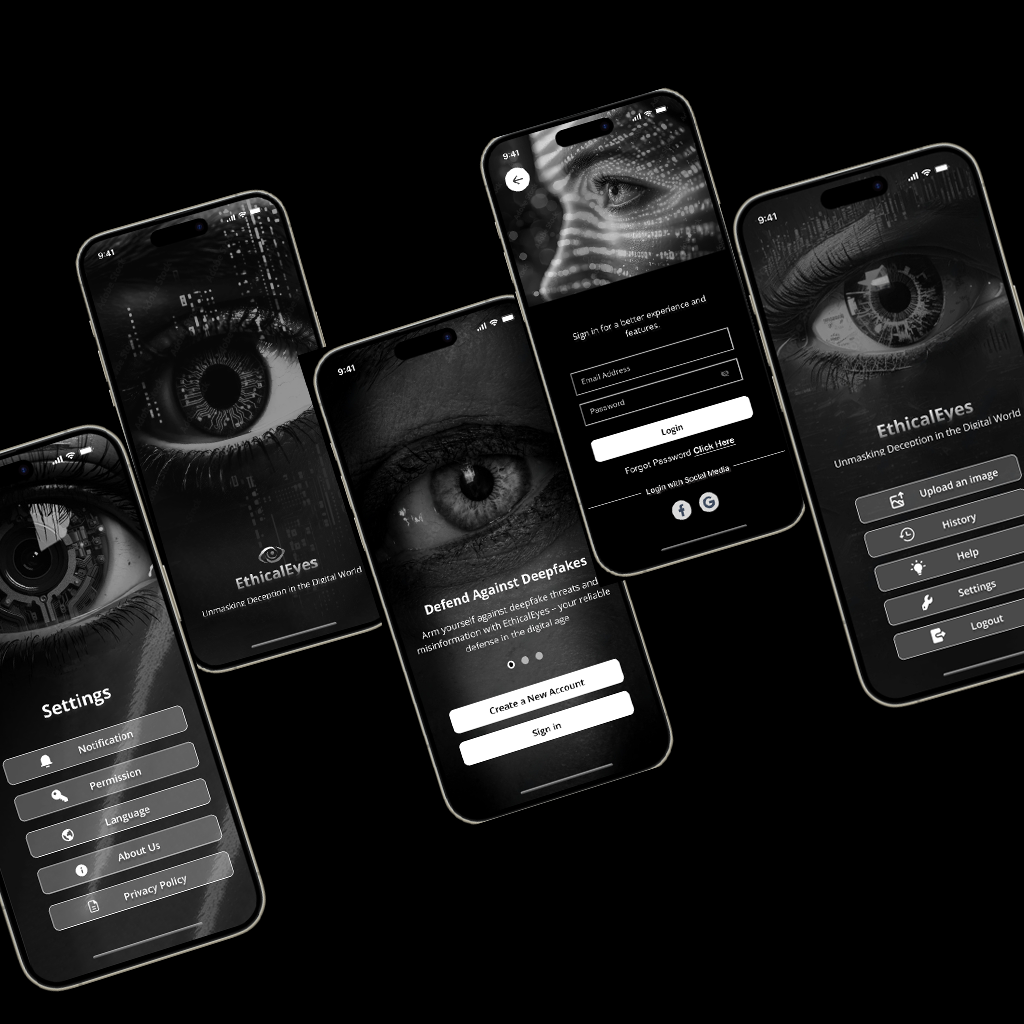 Settings
Notification
Permission
Language
About Us
Privacy Policy
9:41
EthicalEyes
Unmasking Deception in the Digital World
9:41
Defend Against Deepfakes
Arm yourself against deepfake threats and
misinformation with EthicalEyes – your reliable
defense in the digital age
Create a New Account
Sign in
9:41
Sign in for a better experience and
features.
Email Address
Password
Login
Forgot Password Click Here
Login with Social Media
f
G
9:41
EthicalEyes
Unmasking Deception in the Digital World
Upload an image
History
Help
Settings
Logout